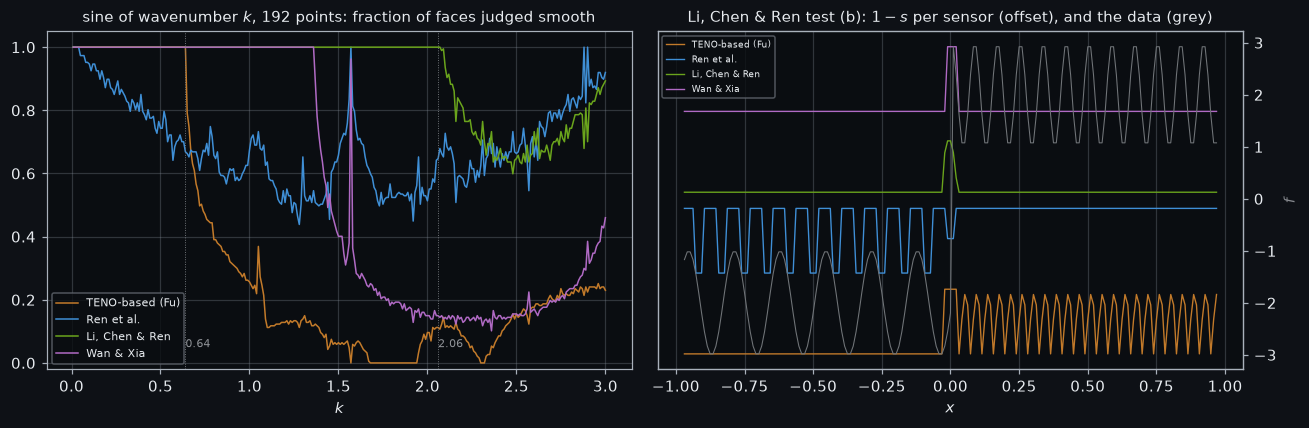 sine of wavenumber k, 192 points: fraction of faces judged smooth
1.0
0.8
0.6
0.4
0.2
0.0
TENO-based (Fu)
Ren et al.
Li, Chen & Ren
Wan & Xia
0.64
2.06
0.0 0.5 1.0 1.5 2.0 2.5 3.0
k
Li, Chen & Ren test (b): 1 − s per sensor (offset), and the data (grey)
TENO-based (Fu)
Ren et al.
Li, Chen & Ren
Wan & Xia
3
2
1
0
−1
−2
−3
f
−1.00 −0.75 −0.50 −0.25 0.00 0.25 0.50 0.75 1.00
x